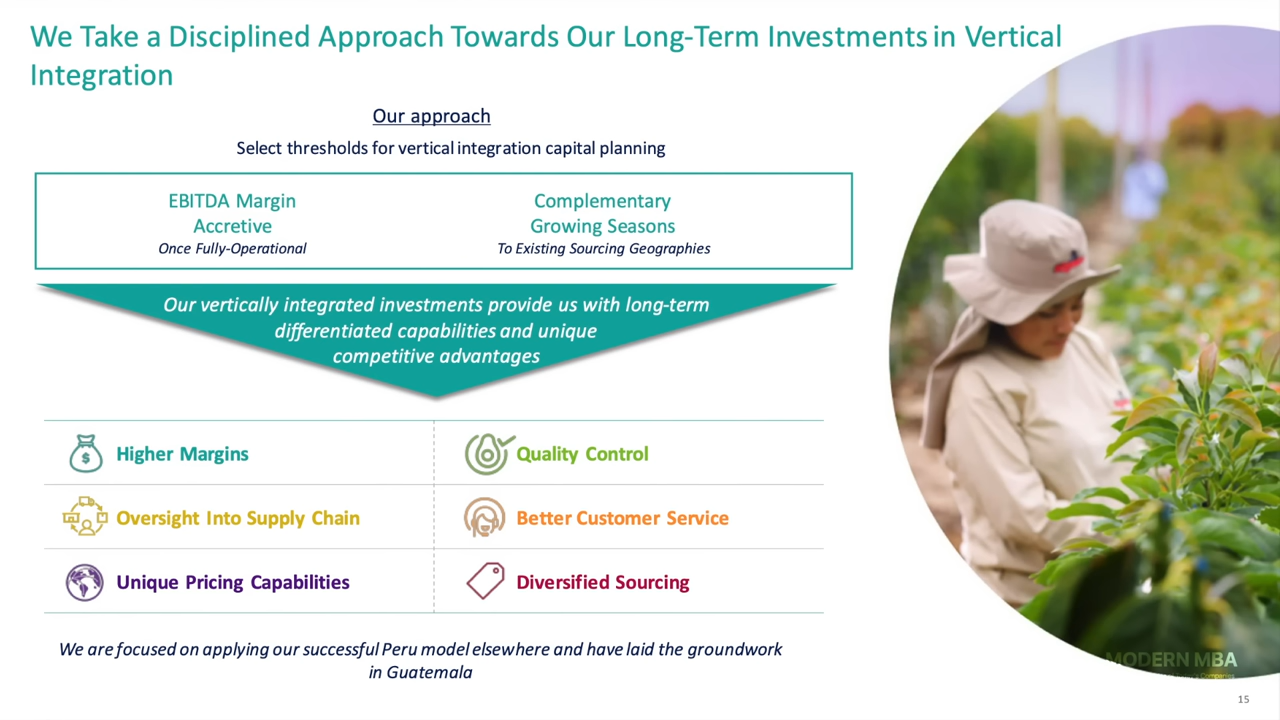 We Take a Disciplined Approach Towards Our Long-Term Investments in Vertical
Integration
Our approach
Select thresholds for vertical integration capital planning
EBITDA Margin
Accretive
Once Fully-Operational
Complementary
Growing Seasons
To Existing Sourcing Geographies
Our vertically integrated investments provide us with long-term
differentiated capabilities and unique
competitive advantages
Higher Margins
Quality Control
Oversight Into Supply Chain
Better Customer Service
Unique Pricing Capabilities
Diversified Sourcing
We are focused on applying our successful Peru model elsewhere and have laid the groundwork
in Guatemala
MODERN MBA
15